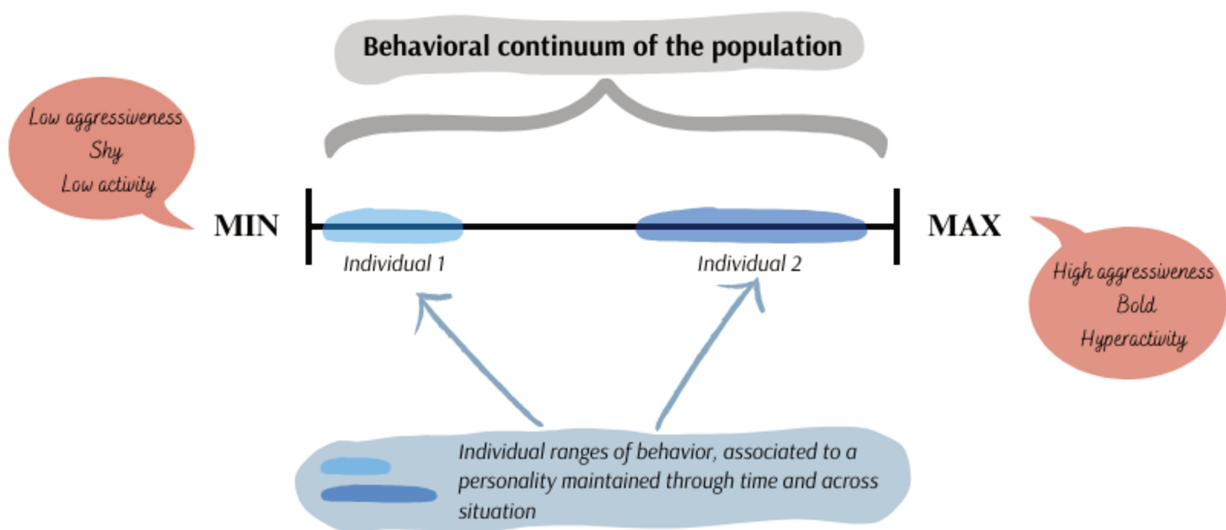 Behavioral continuum of the population
Low aggressiveness
Shy
Low activity
MIN
MAX
Individual 1
Individual 2
High aggressiveness
Bold
Hyperactivity
Individual ranges of behavior, associated to a
personality maintained through time and across
situation